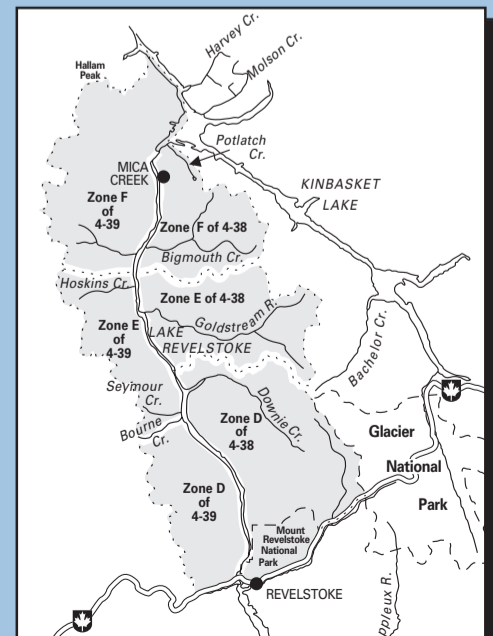 Harvey Cr.
Molson Cr.
Hallam
Peak
Potlatch
Cr.
MICA
CREEK
KINBASKET
LAKE
Zone F
of
4-39
Zone F of 4-38
Bigmouth Cr.
Hoskins Cr.
Zone E of 4-38
Goldstream R.
Zone E
of
4-39
LAKE
REVELSTOKE
Bachelor Cr.
Seymour
Cr.
Downie Cr.
Bourne
Cr.
Zone D
of
4-38
Glacier
National
Park
Zone D
of
4-39
Mount
Revelstoke
National
Park
REVELSTOKE
ppleux R.